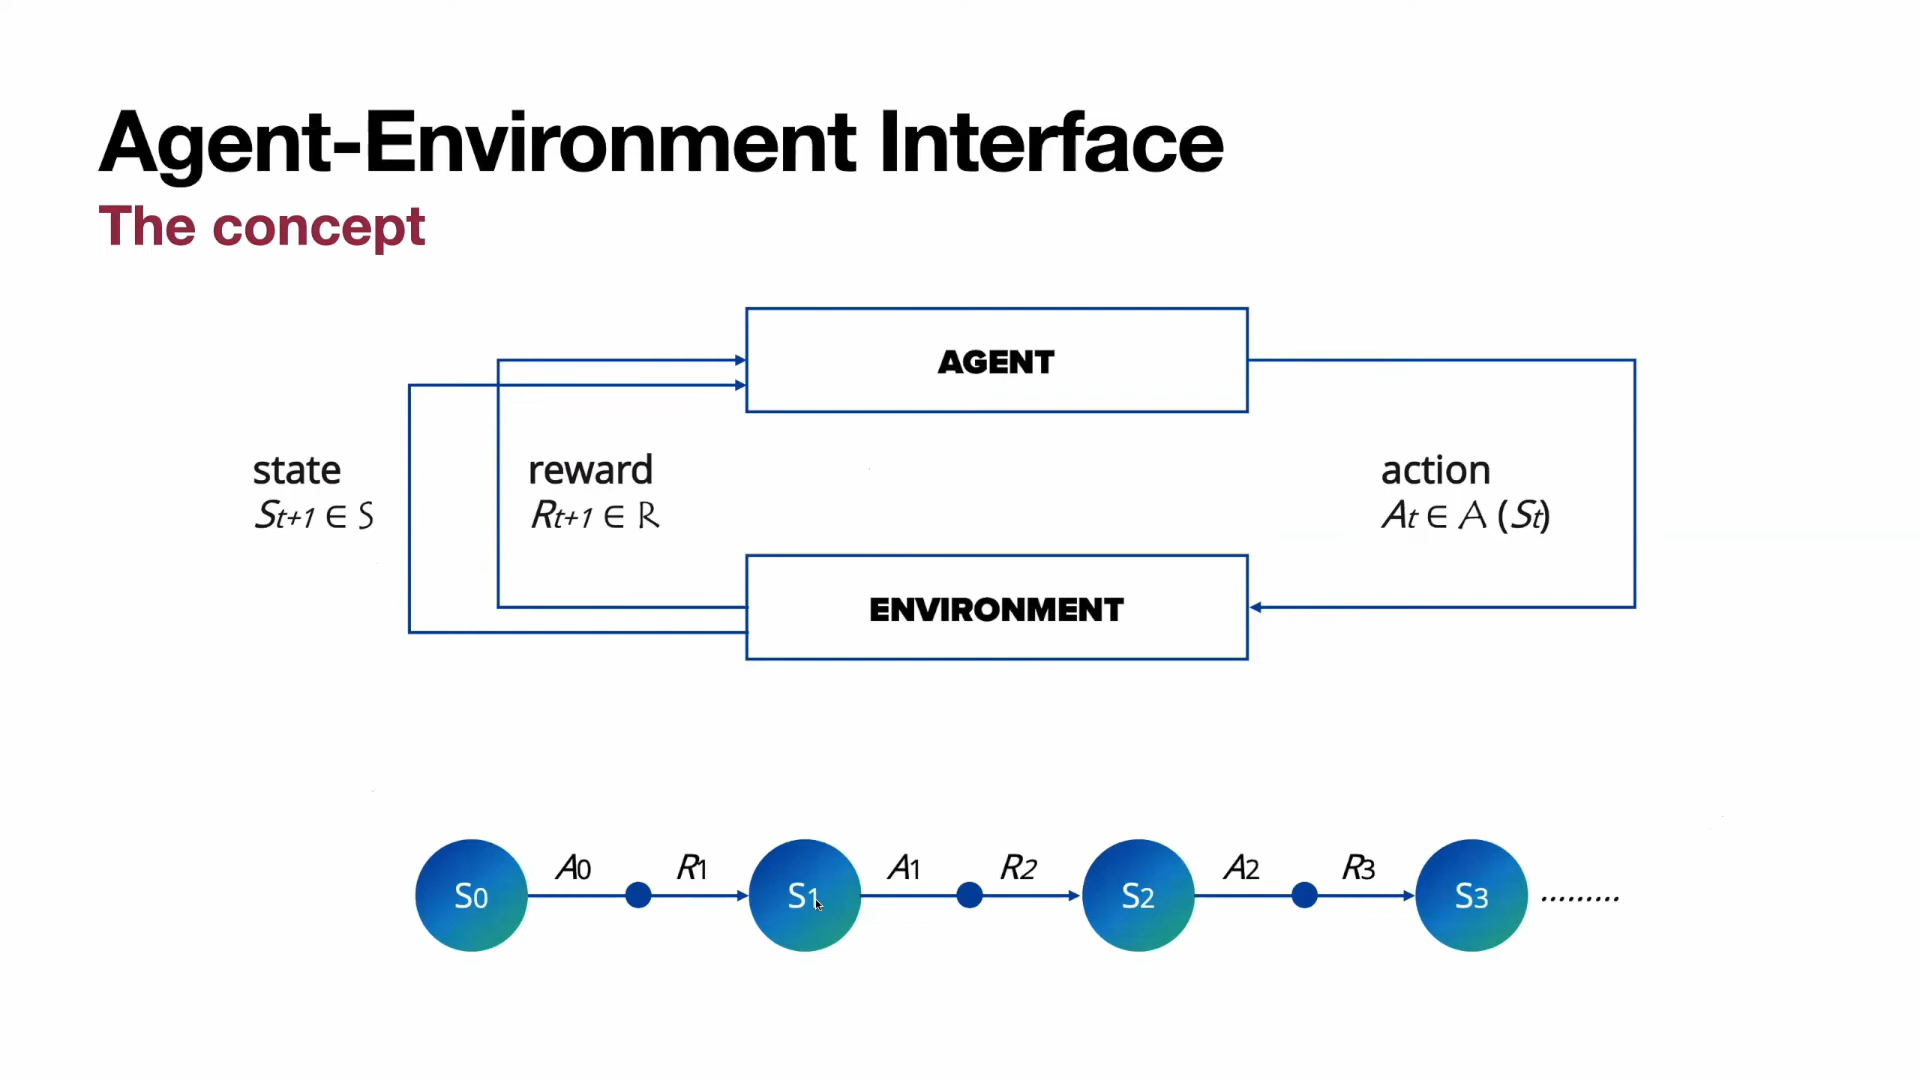 Agent-Environment Interface
The concept
AGENT
state
St+1 ∈ S
reward
Rt+1 ∈ R
action
At ∈ A (St)
ENVIRONMENT
S0 A0 R1 S1 A1 R2 S2 A2 R3 S3 .........